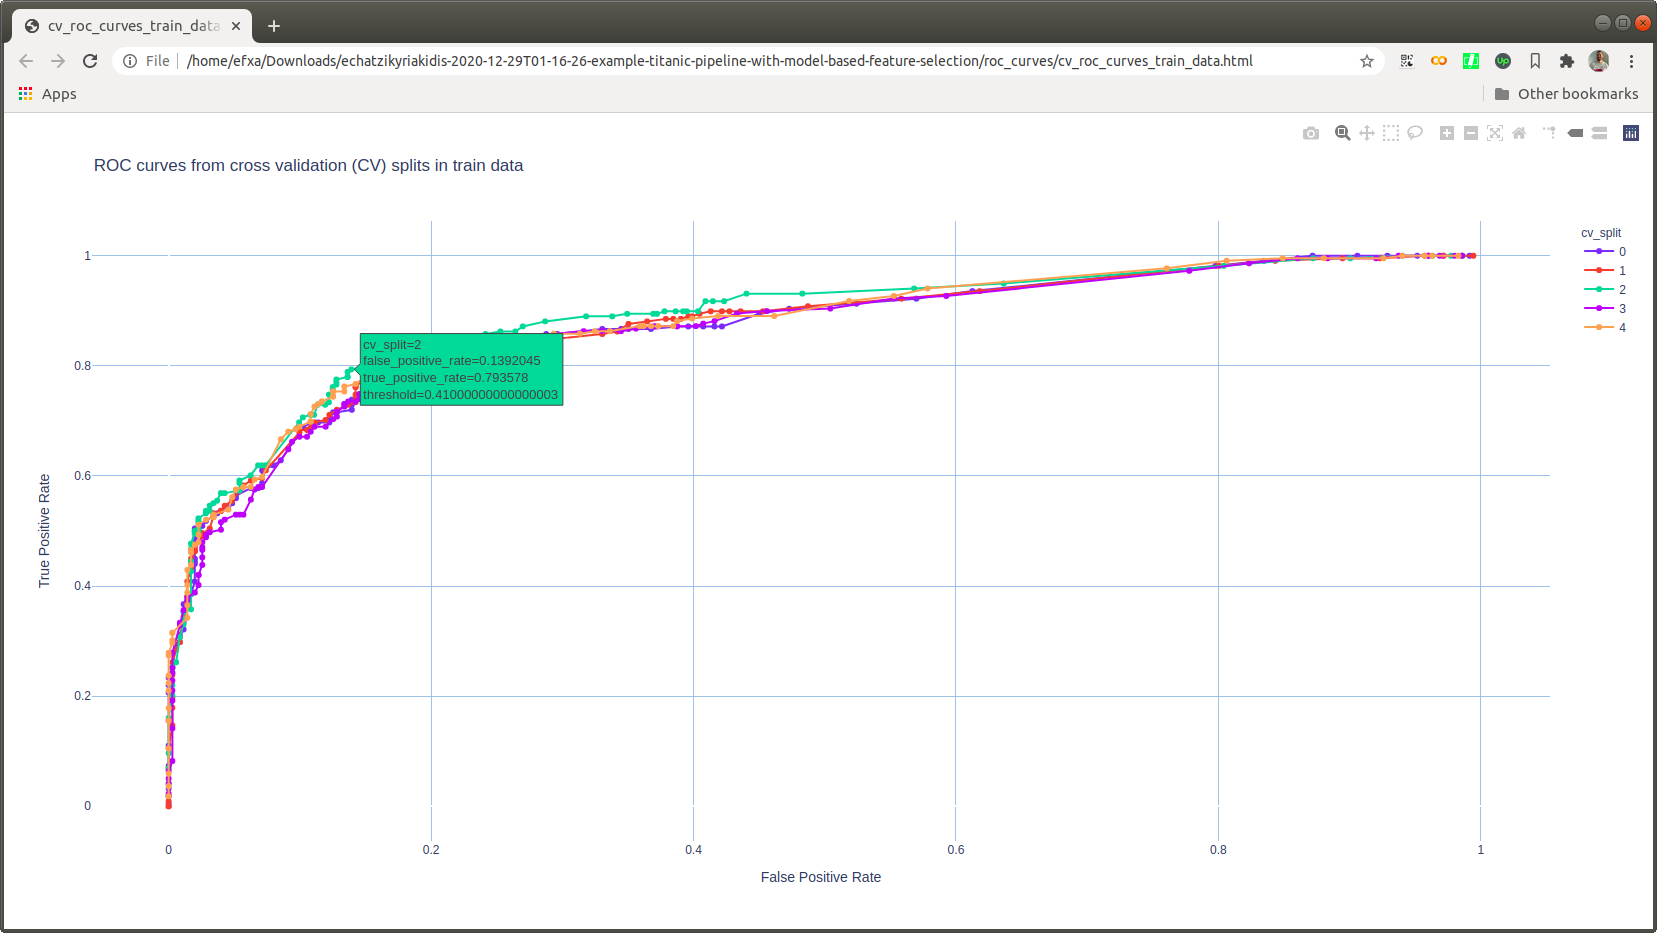 cv_roc_curves_train_data
File
/home/efxa/Downloads/echatzikyriakidis-2020-12-29T01-16-26-example-titanic-pipeline-with-model-based-feature-selection/roc_curves/cv_roc_curves_train_data.html
Up
Apps
Other bookmarks
ROC curves from cross validation (CV) splits in train data
cv_split
0
1
2
3
4
1
0.8
0.6
0.4
0.2
0
True Positive Rate
cv_split=2
false_positive_rate=0.1392045
true_positive_rate=0.793578
threshold=0.41000000000000003
0
0.2
0.4
0.6
0.8
1
False Positive Rate